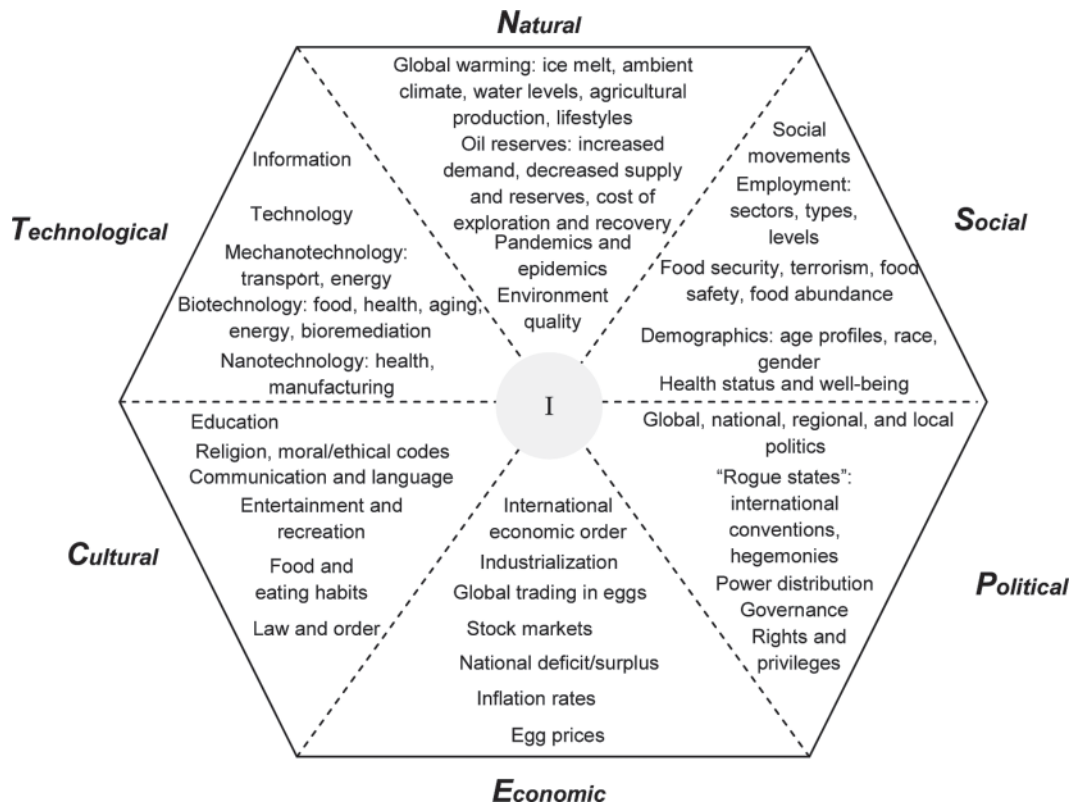 Natural
Global warming: ice melt, ambient
climate, water levels, agricultural
production, lifestyles
Oil reserves: increased
demand, decreased supply
and reserves, cost of
exploration and recovery
Pandemics and
epidemics
Environment
quality
Social
Social
movements
Employment:
sectors, types,
levels
Food security, terrorism, food
safety, food abundance
Demographics: age profiles, race,
gender
Health status and well-being
Political
Global, national, regional, and local
politics
“Rogue states”:
international
conventions,
hegemonies
Power distribution
Governance
Rights and
privileges
Economic
International
economic order
Industrialization
Global trading in eggs
Stock markets
National deficit/surplus
Inflation rates
Egg prices
Cultural
Education
Religion, moral/ethical codes
Communication and language
Entertainment and
recreation
Food and
eating habits
Law and order
Technological
Information
Technology
Mechanotechnology:
transport, energy
Biotechnology: food, health, aging,
energy, bioremediation
Nanotechnology: health,
manufacturing
I